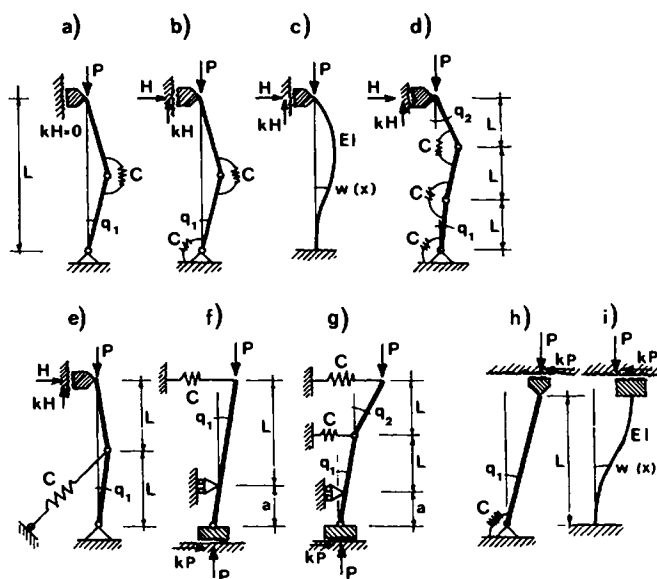 a) b) c) d)
P P P P
H H H
kH=0 kH kH kH
q₂
L C C EI C L
w(x) C L
q₁ C q₁ C q₁ L
e) f) g) h) i)
P P P P kP P kP
H C C
kH q₁ L q₂ L
L C L EI
C q₁ L w(x)
L q₁ a a q₁ C
kP P kP P